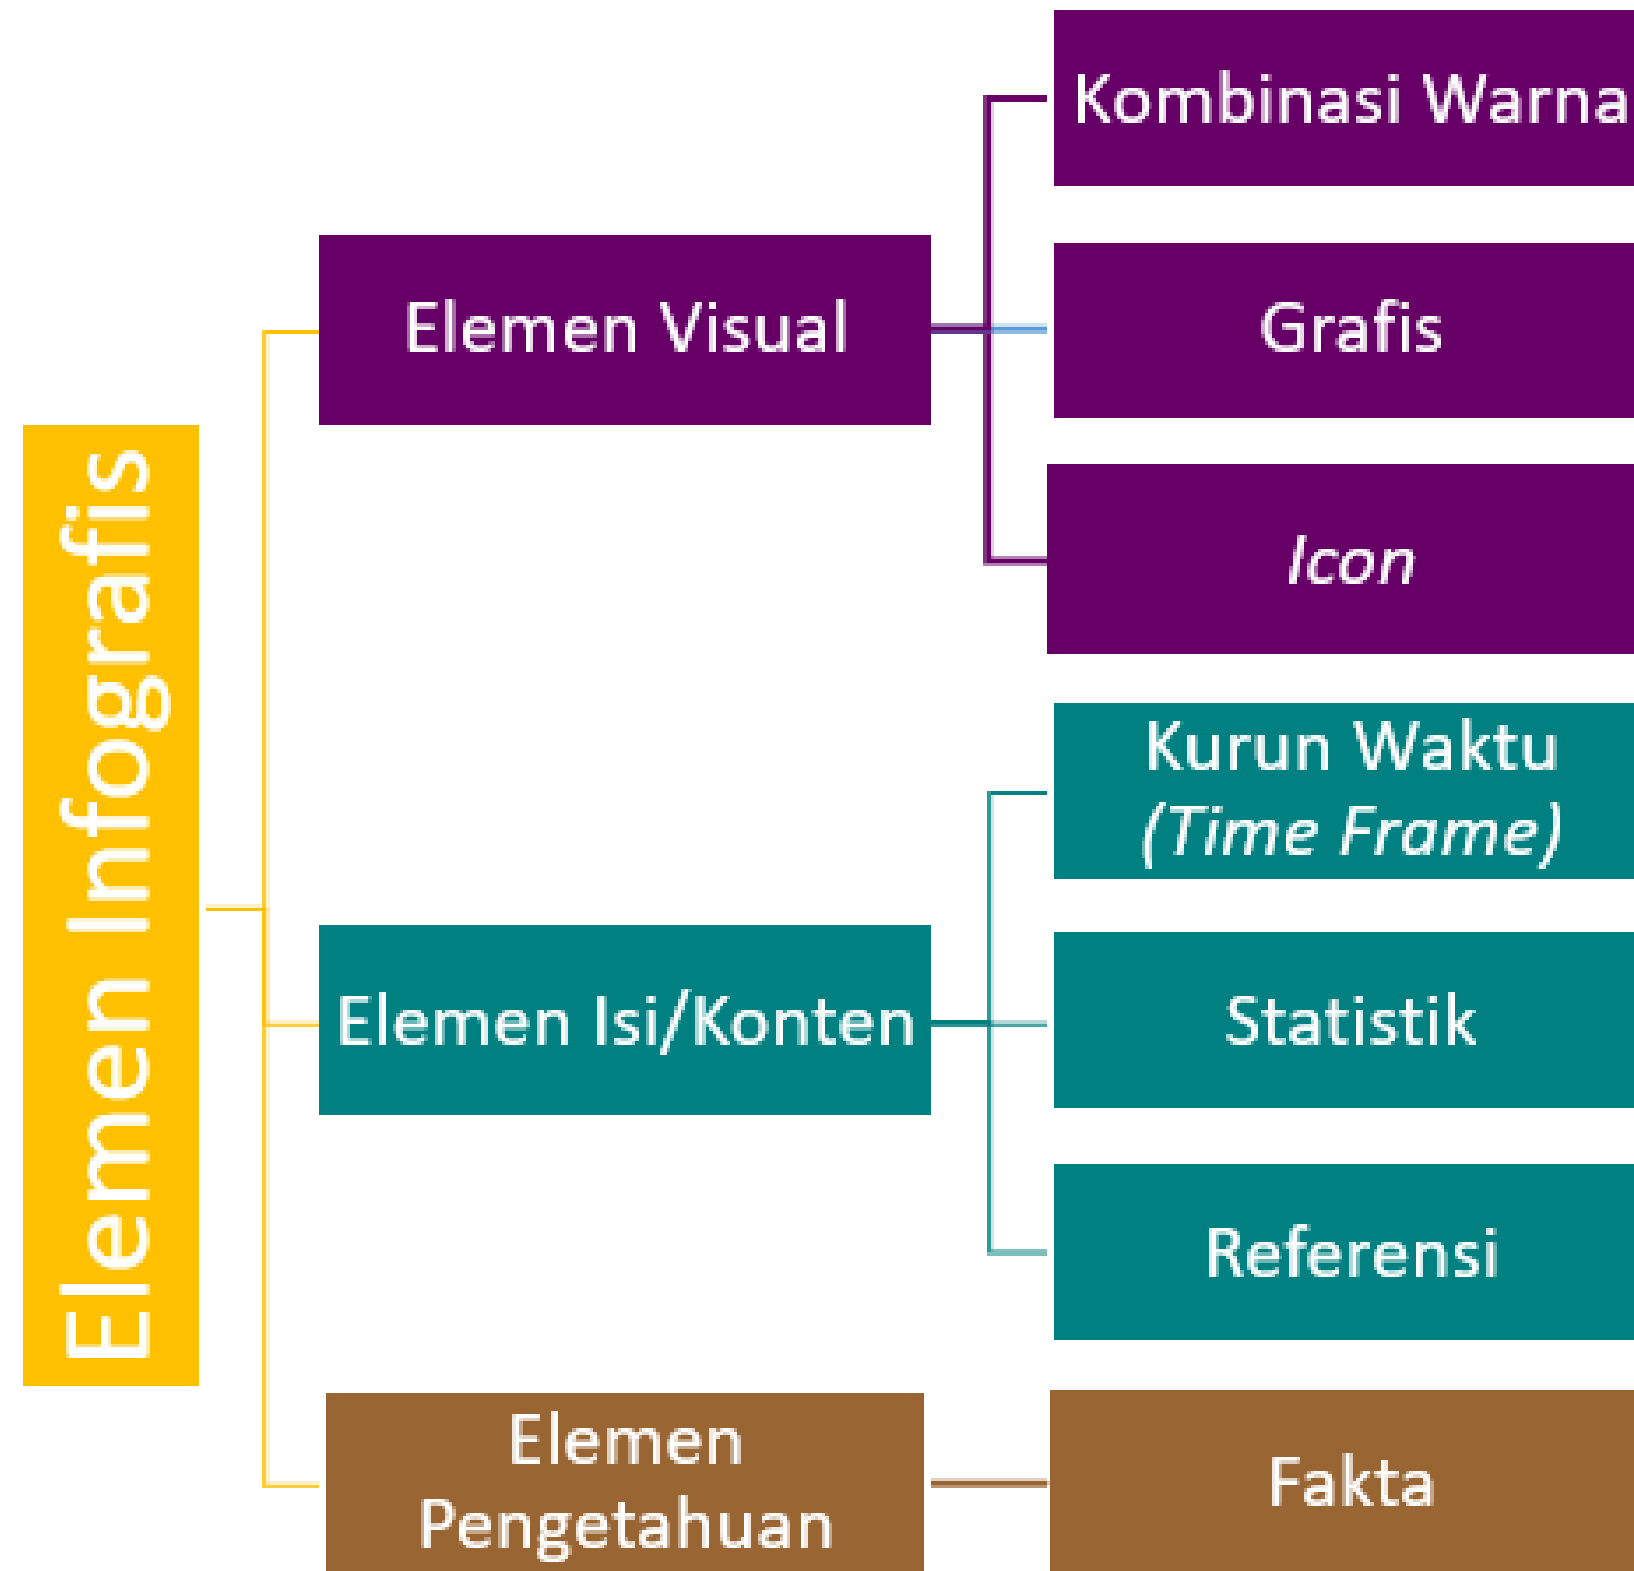 Elemen Infografis
Elemen Visual
Kombinasi Warna
Grafis
Icon
Elemen Isi/Konten
Kurun Waktu
(Time Frame)
Statistik
Referensi
Elemen
Pengetahuan
Fakta